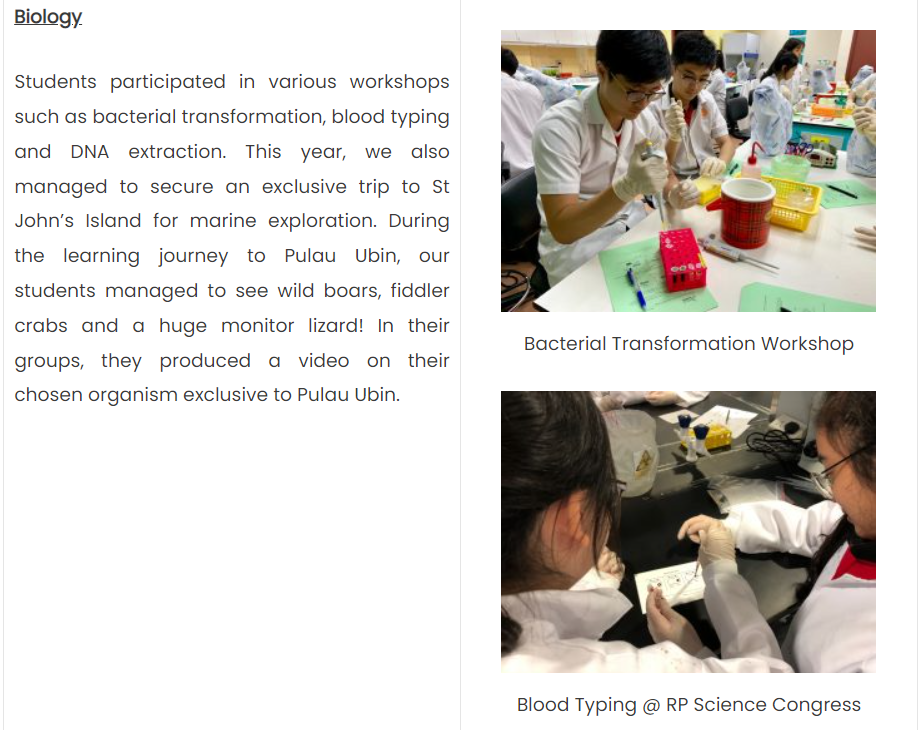 Biology
Students participated in various workshops
such as bacterial transformation, blood typing
and DNA extraction. This year, we also
managed to secure an exclusive trip to St
John’s Island for marine exploration. During
the learning journey to Pulau Ubin, our
students managed to see wild boars, fiddler
crabs and a huge monitor lizard! In their
groups, they produced a video on their
chosen organism exclusive to Pulau Ubin.
Bacterial Transformation Workshop
Blood Typing @ RP Science Congress